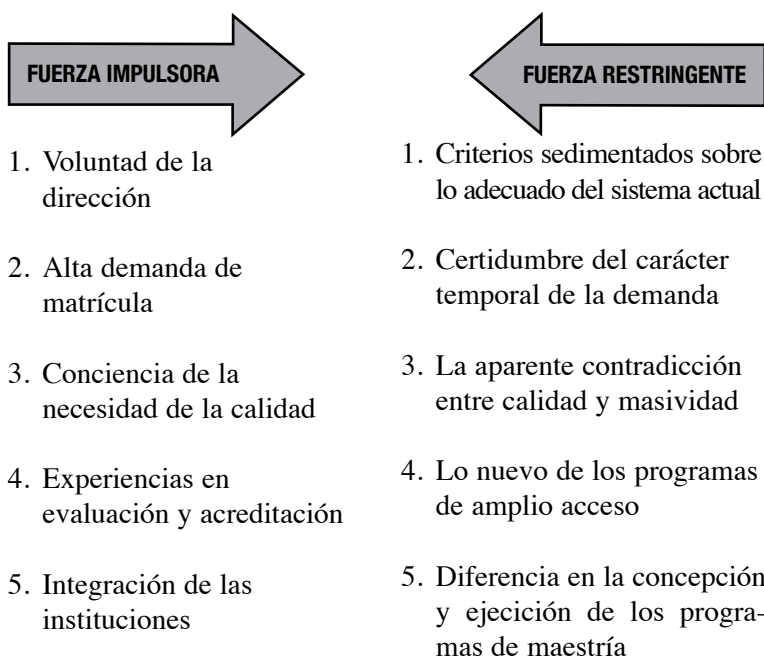 FUERZA IMPULSORA
1. Voluntad de la
dirección
2. Alta demanda de
matrícula
3. Conciencia de la
necesidad de la calidad
4. Experiencias en
evaluación y acreditación
5. Integración de las
instituciones
FUERZA RESTRINGENTE
1. Criterios sedimentados sobre
lo adecuado del sistema actual
2. Certidumbre del carácter
temporal de la demanda
3. La aparente contradicción
entre calidad y masividad
4. Lo nuevo de los programas
de amplio acceso
5. Diferencia en la concepción
y ejecición de los progra-
mas de maestría